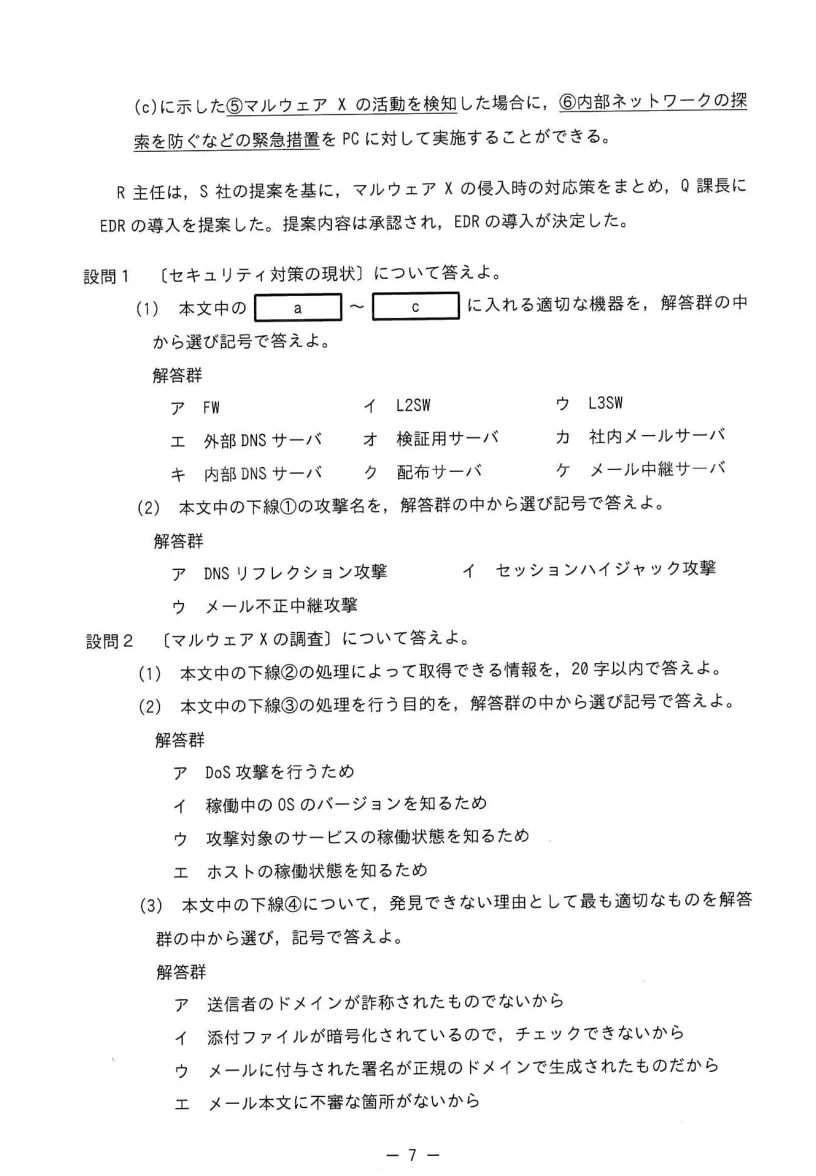 (c)に示した⑤マルウェア X の活動を検知した場合に，⑥内部ネットワークの探
索を防ぐなどの緊急措置を PC に対して実施することができる。
R 主任は，S 社の提案を基に，マルウェア X の侵入時の対応策をまとめ，Q 課長に
EDR の導入を提案した。提案内容は承認され，EDR の導入が決定した。
設問1 〔セキュリティ対策の現状〕について答えよ。
(1) 本文中の a ～ c に入れる適切な機器を，解答群の中
から選び記号で答えよ。
解答群
ア FW イ L2SW ウ L3SW
エ 外部 DNS サーバ オ 検証用サーバ カ 社内メールサーバ
キ 内部 DNS サーバ ク 配布サーバ ケ メール中継サーバ
(2) 本文中の下線①の攻撃名を，解答群の中から選び記号で答えよ。
解答群
ア DNS リフレクション攻撃 イ セッションハイジャック攻撃
ウ メール不正中継攻撃
設問2 〔マルウェア X の調査〕について答えよ。
(1) 本文中の下線②の処理によって取得できる情報を，20 字以内で答えよ。
(2) 本文中の下線③の処理を行う目的を，解答群の中から選び記号で答えよ。
解答群
ア DoS 攻撃を行うため
イ 稼働中の OS のバージョンを知るため
ウ 攻撃対象のサービスの稼働状態を知るため
エ ホストの稼働状態を知るため
(3) 本文中の下線④について，発見できない理由として最も適切なものを解答
群の中から選び，記号で答えよ。
解答群
ア 送信者のドメインが詐称されたものでないから
イ 添付ファイルが暗号化されているので，チェックできないから
ウ メールに付与された署名が正規のドメインで生成されたものだから
エ メール本文に不審な箇所がないから
－ 7 －